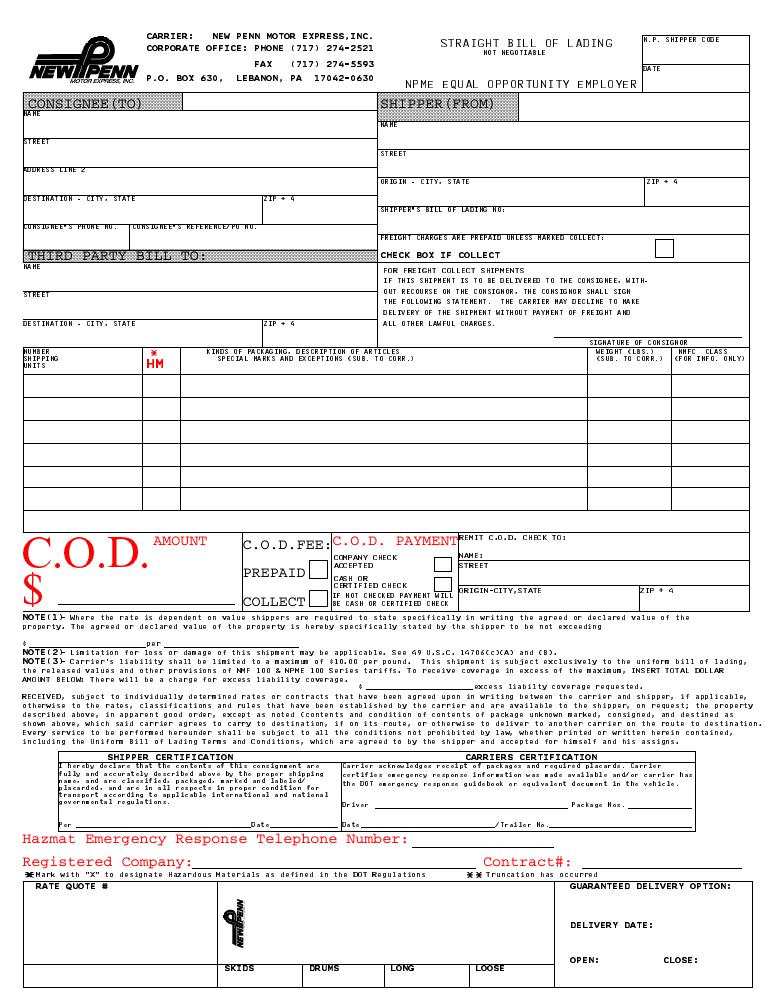 CARRIER: NEW PENN MOTOR EXPRESS,INC.
CORPORATE OFFICE: PHONE (717) 274-2521
FAX (717) 274-5593
P.O. BOX 630, LEBANON, PA 17042-0630
NEW PENN
MOTOR EXPRESS, INC.
STRAIGHT BILL OF LADING
NOT NEGOTIABLE
NPME EQUAL OPPORTUNITY EMPLOYER
N.P. SHIPPER CODE
DATE
CONSIGNEE(TO)
NAME
STREET
ADDRESS LINE 2
DESTINATION - CITY, STATE ZIP + 4
CONSIGNEE'S PHONE NO. CONSIGNEE'S REFERENCE/PO NO.
SHIPPER(FROM)
NAME
STREET
ORIGIN - CITY, STATE ZIP + 4
SHIPPER'S BILL OF LADING NO:
FREIGHT CHARGES ARE PREPAID UNLESS MARKED COLLECT:
CHECK BOX IF COLLECT
THIRD PARTY BILL TO:
NAME
STREET
DESTINATION - CITY, STATE ZIP + 4
FOR FREIGHT COLLECT SHIPMENTS
IF THIS SHIPMENT IS TO BE DELIVERED TO THE CONSIGNEE, WITH-
OUT RECOURSE ON THE CONSIGNOR, THE CONSIGNOR SHALL SIGN
THE FOLLOWING STATEMENT. THE CARRIER MAY DECLINE TO MAKE
DELIVERY OF THE SHIPMENT WITHOUT PAYMENT OF FREIGHT AND
ALL OTHER LAWFUL CHARGES.
SIGNATURE OF CONSIGNOR
NUMBER
SHIPPING
UNITS
*
HM
KINDS OF PACKAGING, DESCRIPTION OF ARTICLES
SPECIAL MARKS AND EXCEPTIONS (SUB. TO CORR.)
WEIGHT (LBS.)
(SUB. TO CORR.)
NMFC CLASS
(FOR INFO. ONLY)
C.O.D. AMOUNT
$
C.O.D.FEE:
PREPAID
COLLECT
C.O.D. PAYMENT
COMPANY CHECK
ACCEPTED
CASH OR
CERTIFIED CHECK
IF NOT CHECKED PAYMENT WILL
BE CASH OR CERTIFIED CHECK
REMIT C.O.D. CHECK TO:
NAME:
STREET
ORIGIN-CITY,STATE ZIP + 4
NOTE(1)- Where the rate is dependent on value shippers are required to state specifically in writing the agreed or declared value of the
property. The agreed or declared value of the property is hereby specifically stated by the shipper to be not exceeding
$ per
NOTE(2)- Limitation for loss or damage of this shipment may be applicable. See 49 U.S.C. 14706(c)(A) and (B).
NOTE(3)- Carrier's liability shall be limited to a maximum of $10.00 per pound. This shipment is subject exclusively to the uniform bill of lading,
the released values and other provisions of NMF 100 & NPME 100 Series tariffs. To receive coverage in excess of the maximum, INSERT TOTAL DOLLAR
AMOUNT BELOW: There will be a charge for excess liability coverage.
$ excess liabilty coverage requested.
RECEIVED, subject to individually determined rates or contracts that have been agreed upon in writing between the carrier and shipper, if applicable,
otherwise to the rates, classifications and rules that have been established by the carrier and are available to the shipper, on request; the property
described above, in apparent good order, except as noted (contents and condition of contents of package unknown marked, consigned, and destined as
shown above, which said carrier agrees to carry to destination, if on its route, or otherwise to deliver to another carrier on the route to destination.
Every service to be performed hereunder shall be subject to all the conditions not prohibited by law, whether printed or written herein contained,
including the Uniform Bill of Lading Terms and Conditions, which are agreed to by the shipper and accepted for himself and his assigns.
SHIPPER CERTIFICATION
I hereby declare that the contents of this consignment are
fully and accurately described above by the proper shipping
name, and are classified, packaged, marked and labeled/
placarded, and are in all respects in proper condition for
transport according to applicable international and national
governmental regulations.
Per Date
CARRIERS CERTIFICATION
Carrier acknowledges receipt of packages and required placards. Carrier
certifies emergency response information was made available and/or carrier has
the DOT emergency response guidebook or equivalent document in the vehicle.
Driver Package Nos.
Date /Trailer No.
Hazmat Emergency Response Telephone Number:
Registered Company: Contract#:
*Mark with "X" to designate Hazardous Materials as defined in the DOT Regulations ** Truncation has occurred
RATE QUOTE #
NEW PENN
SKIDS DRUMS LONG LOOSE
GUARANTEED DELIVERY OPTION:
DELIVERY DATE:
OPEN: CLOSE: